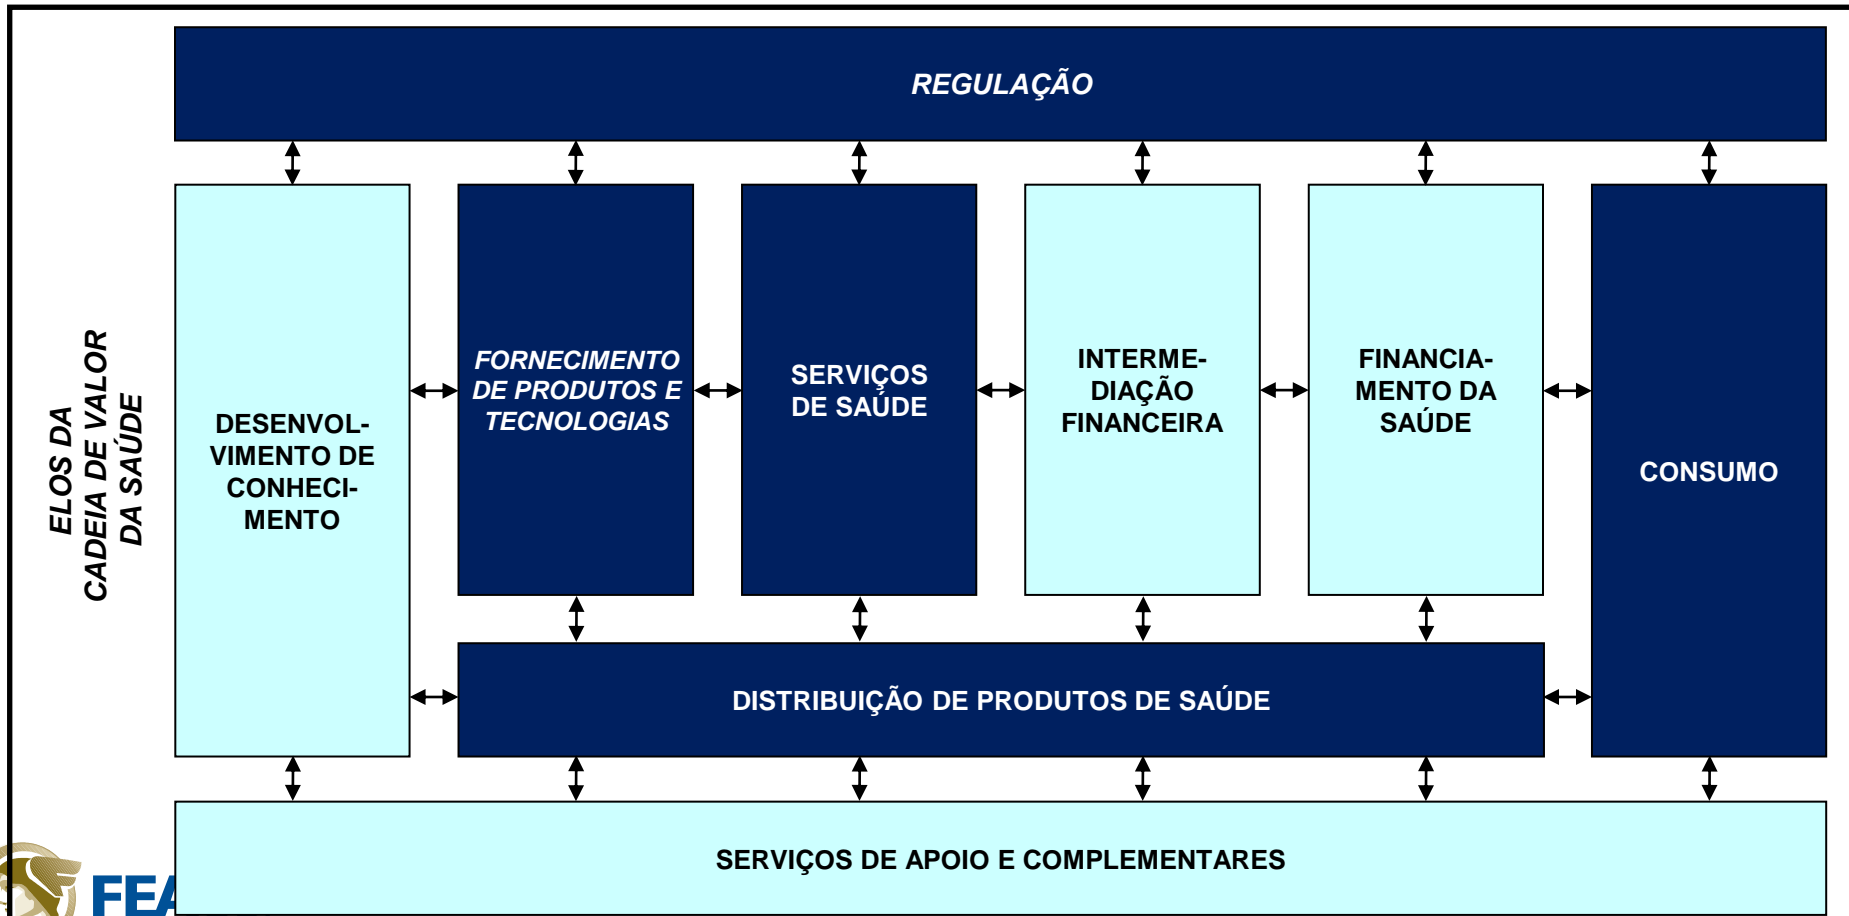 REGULAÇÃO
ELOS DA
CADEIA DE VALOR
DA SAÚDE
DESENVOL-
VIMENTO DE
CONHECI-
MENTO
FORNECIMENTO
DE PRODUTOS E
TECNOLOGIAS
SERVIÇOS
DE SAÚDE
INTERME-
DIAÇÃO
FINANCEIRA
FINANCIA-
MENTO DA
SAÚDE
CONSUMO
DISTRIBUIÇÃO DE PRODUTOS DE SAÚDE
SERVIÇOS DE APOIO E COMPLEMENTARES
FEA